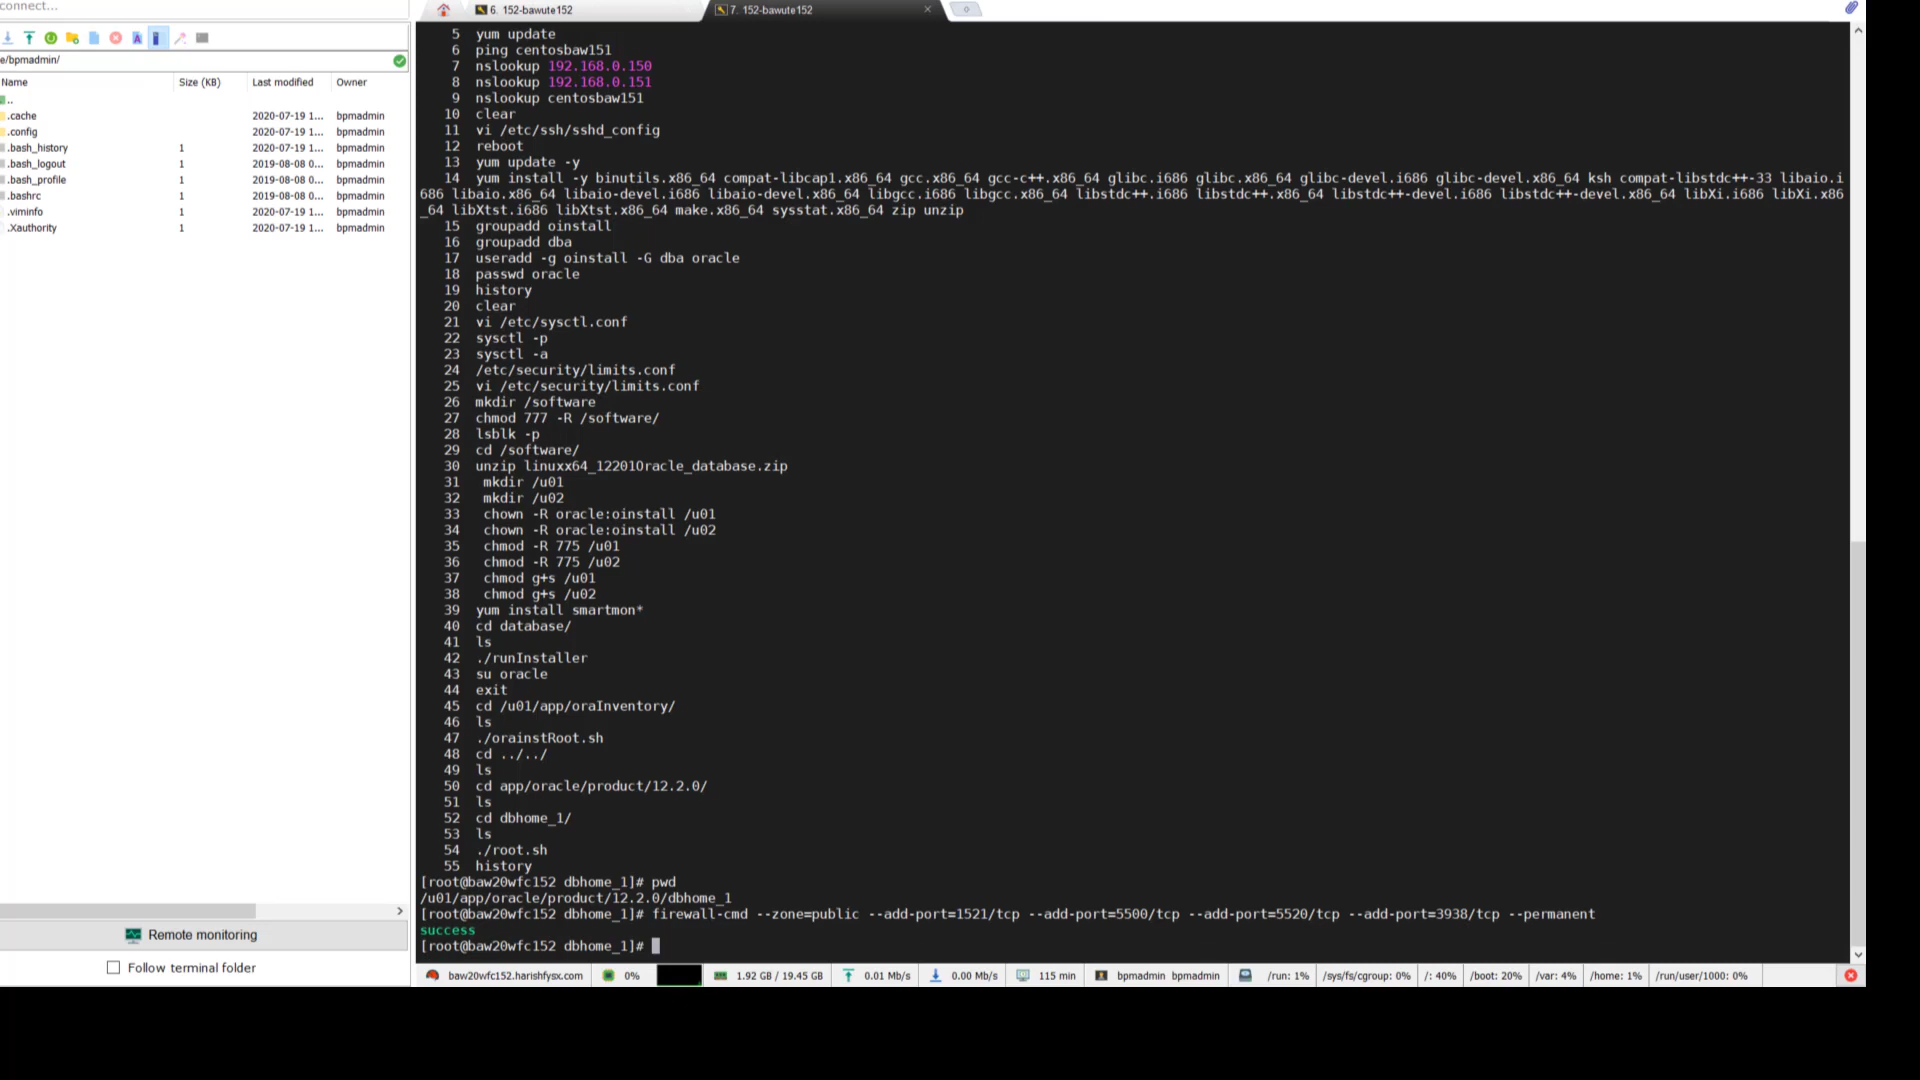 connect...
6. 152-bawute152
7. 152-bawute152
e/bpmadmin/
Name Size (KB) Last modified Owner
..
.cache 2020-07-19 1... bpmadmin
.config 2020-07-19 1... bpmadmin
.bash_history 1 2020-07-19 1... bpmadmin
.bash_logout 1 2019-08-08 0... bpmadmin
.bash_profile 1 2019-08-08 0... bpmadmin
.bashrc 1 2019-08-08 0... bpmadmin
.viminfo 1 2020-07-19 1... bpmadmin
.Xauthority 1 2020-07-19 1... bpmadmin
Remote monitoring
Follow terminal folder
5 yum update
6 ping centosbaw151
7 nslookup 192.168.0.150
8 nslookup 192.168.0.151
9 nslookup centosbaw151
10 clear
11 vi /etc/ssh/sshd_config
12 reboot
13 yum update -y
14 yum install -y binutils.x86_64 compat-libcap1.x86_64 gcc.x86_64 gcc-c++.x86_64 glibc.i686 glibc.x86_64 glibc-devel.i686 glibc-devel.x86_64 ksh compat-libstdc++-33 libaio.i
686 libaio.x86_64 libaio-devel.i686 libaio-devel.x86_64 libgcc.i686 libgcc.x86_64 libstdc++.i686 libstdc++.x86_64 libstdc++-devel.i686 libstdc++-devel.x86_64 libXi.i686 libXi.x86
_64 libXtst.i686 libXtst.x86_64 make.x86_64 sysstat.x86_64 zip unzip
15 groupadd oinstall
16 groupadd dba
17 useradd -g oinstall -G dba oracle
18 passwd oracle
19 history
20 clear
21 vi /etc/sysctl.conf
22 sysctl -p
23 sysctl -a
24 /etc/security/limits.conf
25 vi /etc/security/limits.conf
26 mkdir /software
27 chmod 777 -R /software/
28 lsblk -p
29 cd /software/
30 unzip linuxx64_12201Oracle_database.zip
31 mkdir /u01
32 mkdir /u02
33 chown -R oracle:oinstall /u01
34 chown -R oracle:oinstall /u02
35 chmod -R 775 /u01
36 chmod -R 775 /u02
37 chmod g+s /u01
38 chmod g+s /u02
39 yum install smartmon*
40 cd database/
41 ls
42 ./runInstaller
43 su oracle
44 exit
45 cd /u01/app/oraInventory/
46 ls
47 ./orainstRoot.sh
48 cd ../../
49 ls
50 cd app/oracle/product/12.2.0/
51 ls
52 cd dbhome_1/
53 ls
54 ./root.sh
55 history
[root@baw20wfc152 dbhome_1]# pwd
/u01/app/oracle/product/12.2.0/dbhome_1
[root@baw20wfc152 dbhome_1]# firewall-cmd --zone=public --add-port=1521/tcp --add-port=5500/tcp --add-port=5520/tcp --add-port=3938/tcp --permanent
success
[root@baw20wfc152 dbhome_1]#
baw20wfc152.harishfysx.com 0% 1.92 GB / 19.45 GB 0.01 Mb/s 0.00 Mb/s 115 min bpmadmin bpmadmin /run: 1% /sys/fs/cgroup: 0% /: 40% /boot: 20% /var: 4% /home: 1% /run/user/1000: 0%